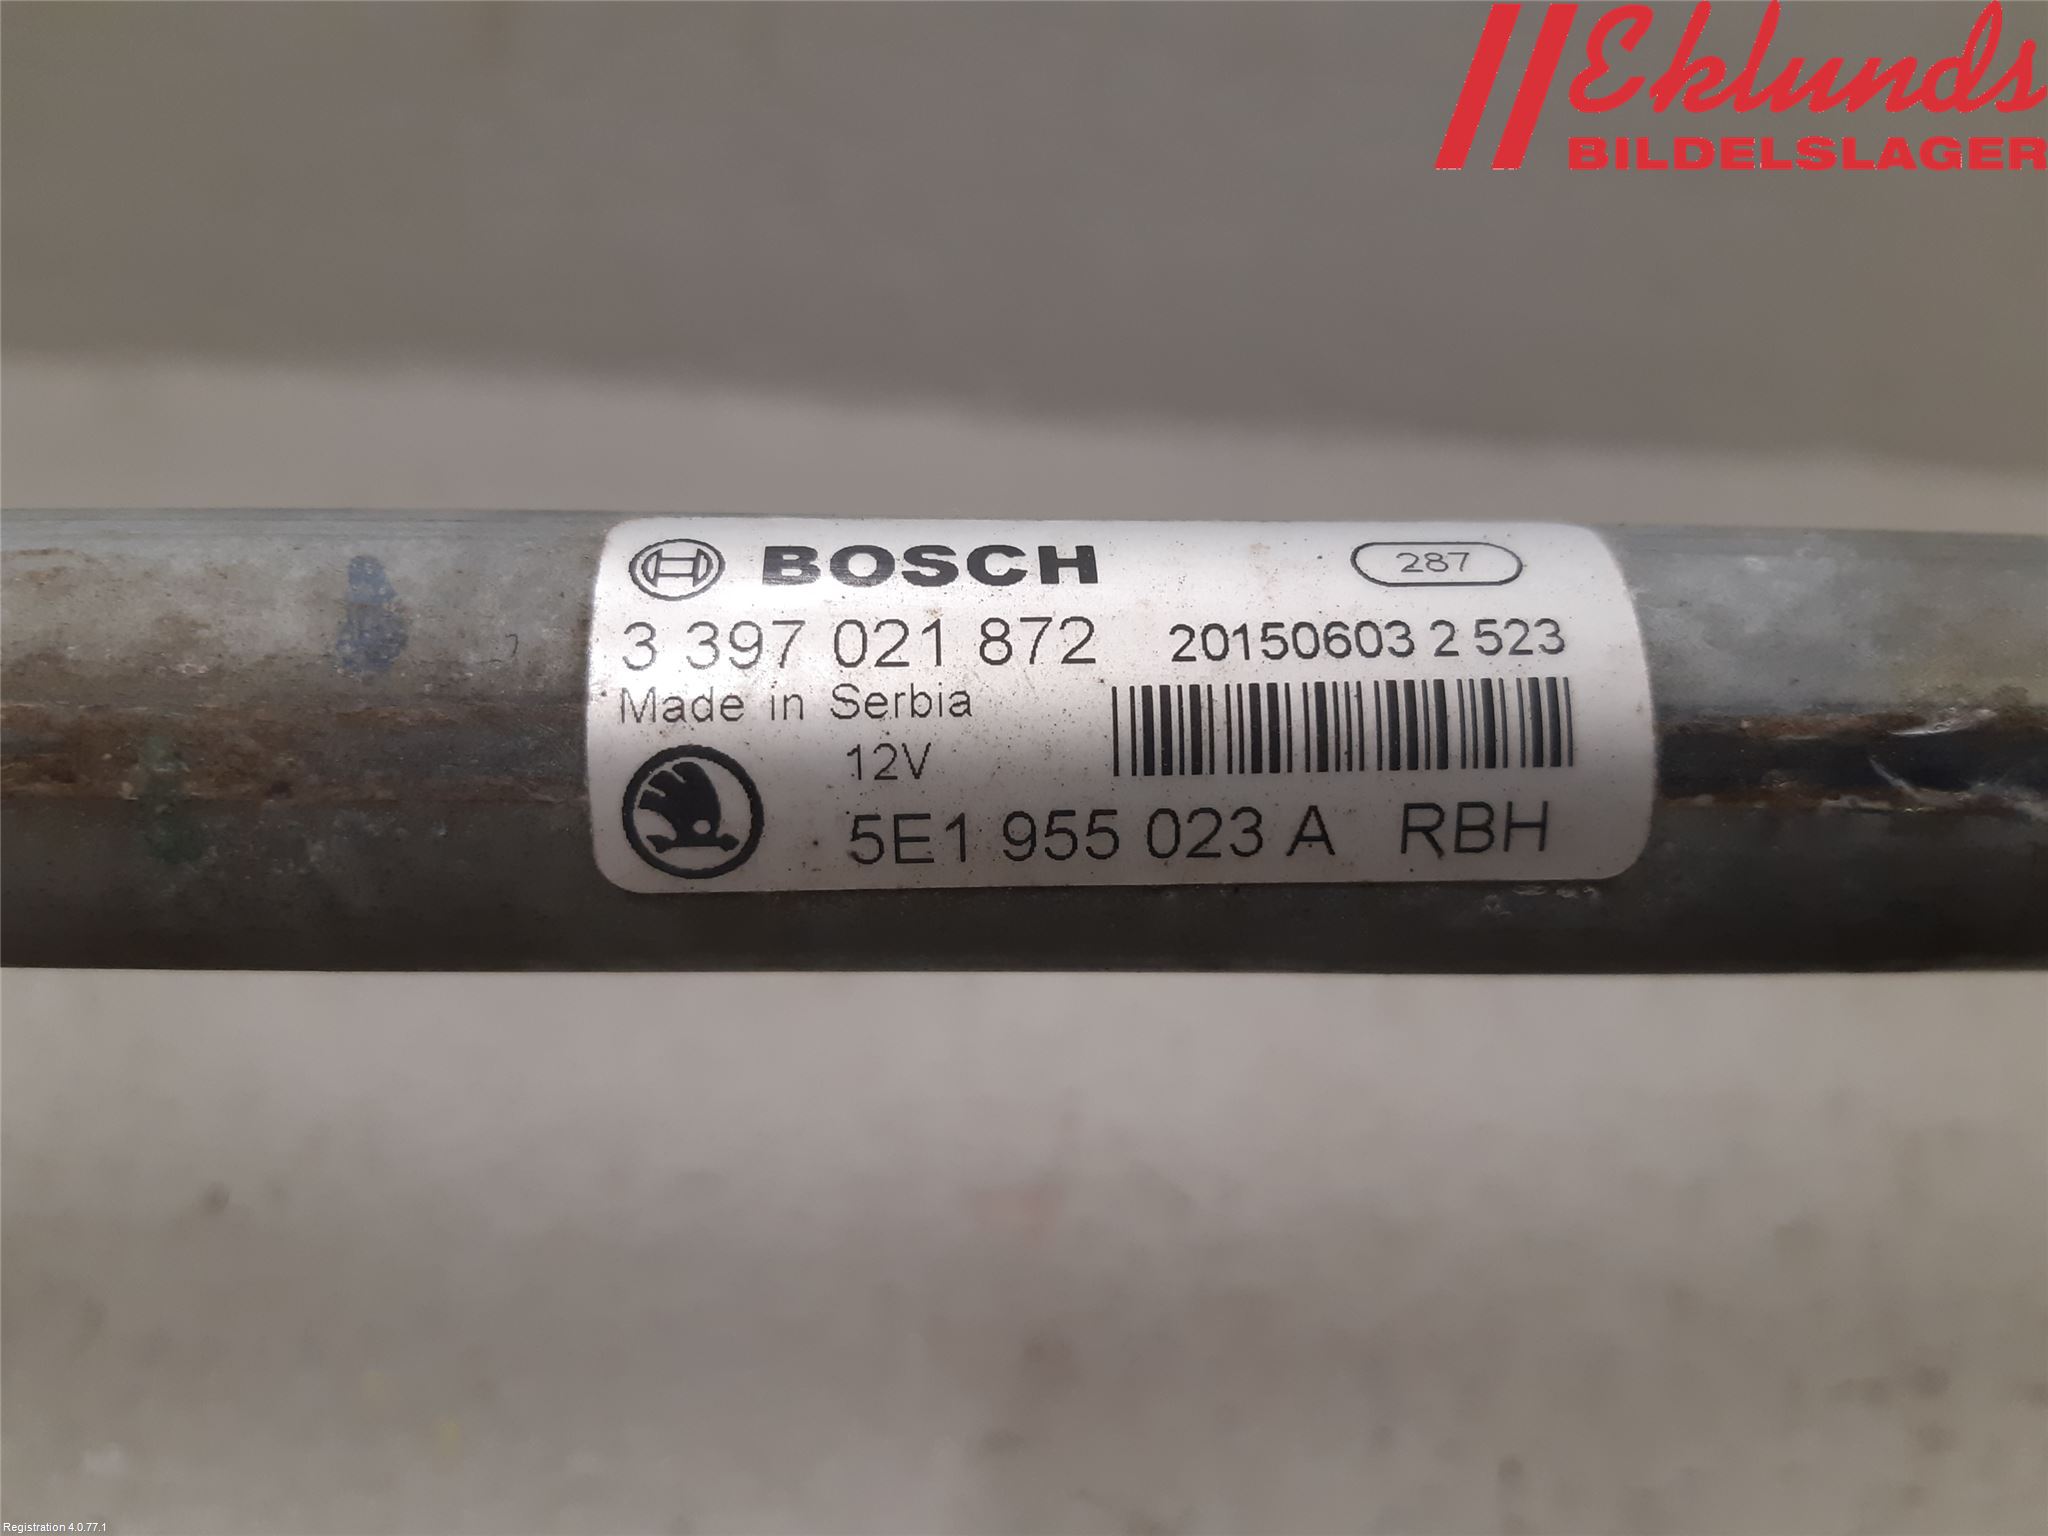 Eklunds
BILDELSLAGER
BOSCH
287
3 397 021 872 20150603 2 523
Made in Serbia
12V
5E1 955 023 A RBH
Registration 4.0.77.1